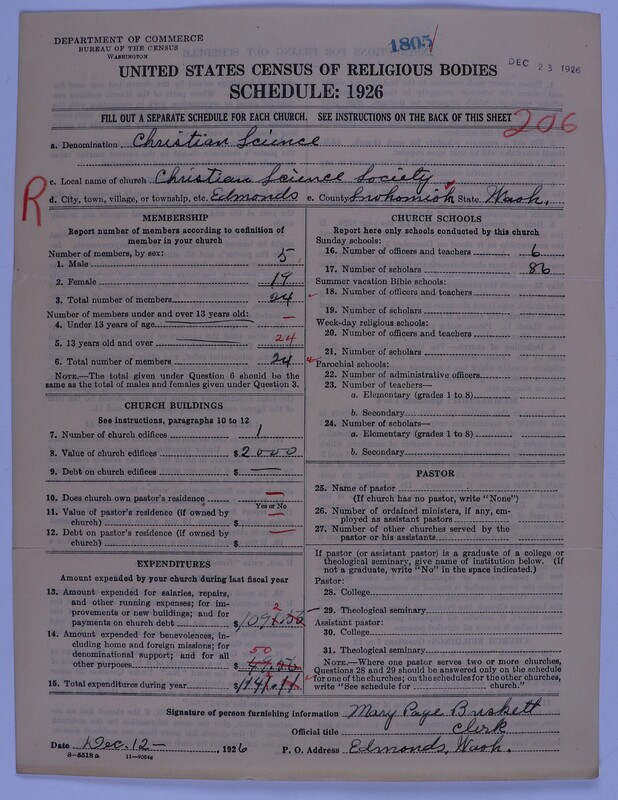 DEPARTMENT OF COMMERCE
BUREAU OF THE CENSUS
WASHINGTON
1805
DEC 23 1926
UNITED STATES CENSUS OF RELIGIOUS BODIES
SCHEDULE: 1926
FILL OUT A SEPARATE SCHEDULE FOR EACH CHURCH. SEE INSTRUCTIONS ON THE BACK OF THIS SHEET
206
a. Denomination Christian Science
R
c. Local name of church Christian Science Society
d. City, town, village, or township, etc. Edmonds e. County Snohomish State Wash.
MEMBERSHIP
Report number of members according to definition of
member in your church
Number of members, by sex:
1. Male 5
2. Female 19
3. Total number of members 24
Number of members under and over 13 years old:
4. Under 13 years of age —
5. 13 years old and over 24
6. Total number of members 24
NOTE.—The total given under Question 6 should be
the same as the total of males and females given under Question 3.
CHURCH BUILDINGS
See instructions, paragraphs 10 to 12
7. Number of church edifices 1
8. Value of church edifices $2000
9. Debt on church edifices $ —
10. Does church own pastor's residence —
Yes or No
11. Value of pastor's residence (if owned by
church) $ —
12. Debt on pastor's residence (if owned by
church) $ —
EXPENDITURES
Amount expended by your church during last fiscal year
13. Amount expended for salaries, repairs,
and other running expenses; for im-
provements or new buildings; and for
payments on church debt $
14. Amount expended for benevolences, in-
cluding home and foreign missions; for
denominational support; and for all
other purposes 50
15. Total expenditures during year $
CHURCH SCHOOLS
Report here only schools conducted by this church
Sunday schools:
16. Number of officers and teachers 6
17. Number of scholars 86
Summer vacation Bible schools:
18. Number of officers and teachers
19. Number of scholars
Week-day religious schools:
20. Number of officers and teachers
21. Number of scholars
Parochial schools:
22. Number of administrative officers
23. Number of teachers—
a. Elementary (grades 1 to 8)
b. Secondary
24. Number of scholars—
a. Elementary (grades 1 to 8)
b. Secondary
PASTOR
25. Name of pastor
(If church has no pastor, write "None")
26. Number of ordained ministers, if any, em-
ployed as assistant pastors
27. Number of other churches served by the
pastor or his assistants
If pastor (or assistant pastor) is a graduate of a college or
theological seminary, give name of institution below. (If
not a graduate, write "No" in the space indicated.)
Pastor:
28. College
29. Theological seminary
Assistant pastor:
30. College
31. Theological seminary
NOTE.—Where one pastor serves two or more churches,
Questions 28 and 29 should be answered only on the schedule
for one of the churches; on the schedules for the other churches,
write "See schedule for church."
Signature of person furnishing information Mary Page
Official title Clerk
Date Dec. 12— , 1926 P. O. Address Edmonds, Wash.
8—5518 a 11—9054a